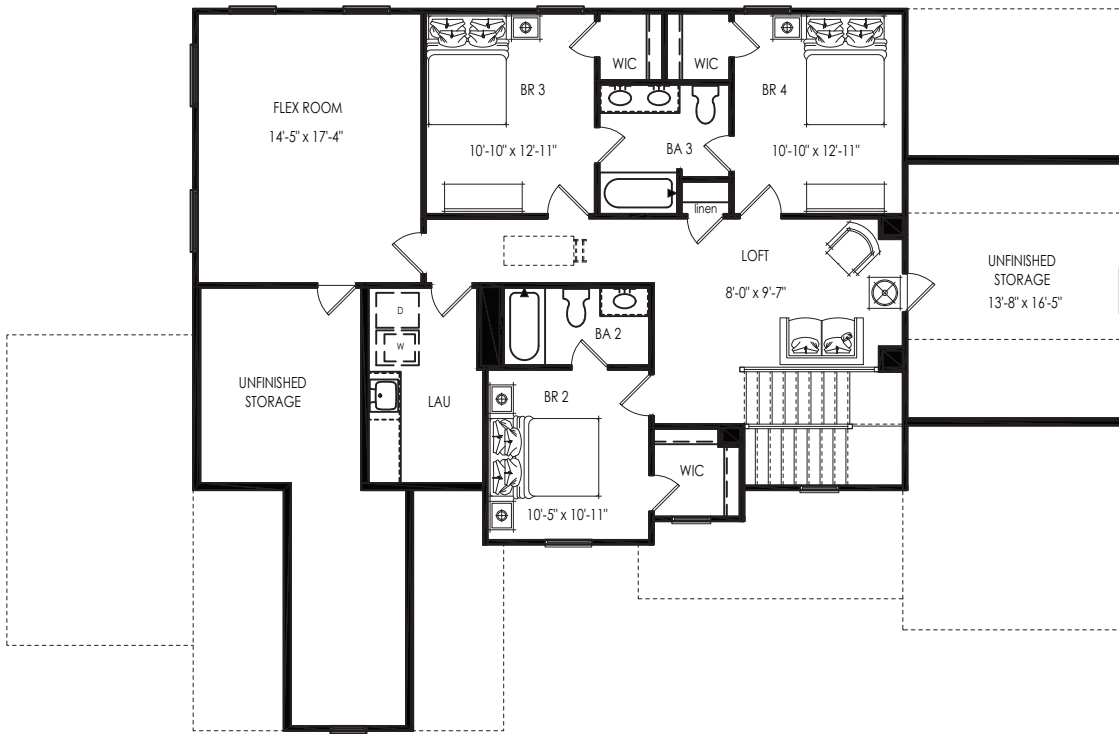 FLEX ROOM
14'-5" x 17'-4"
BR 3
10'-10" x 12'-11"
WIC
WIC
BA 3
linen
BR 4
10'-10" x 12'-11"
LOFT
8'-0" x 9'-7"
UNFINISHED
STORAGE
13'-8" x 16'-5"
UNFINISHED
STORAGE
D
W
LAU
BA 2
BR 2
10'-5" x 10'-11"
WIC